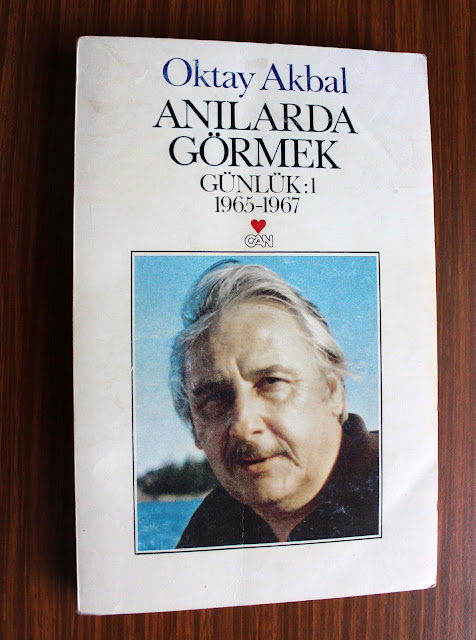 Oktay Akbal
ANILARDA
GÖRMEK
GÜNLÜK:1
1965-1967
CAN